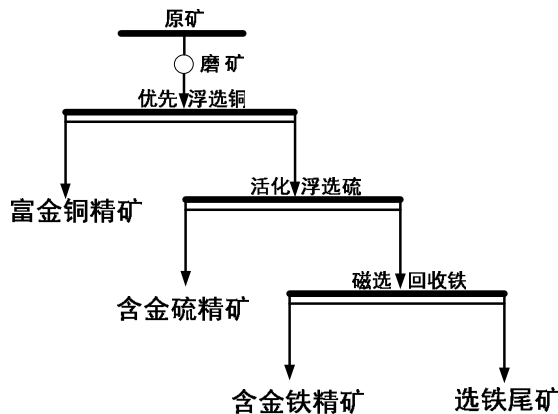 原矿
磨矿
优先浮选铜
富金铜精矿
活化浮选硫
含金硫精矿
磁选 回收铁
含金铁精矿
选铁尾矿